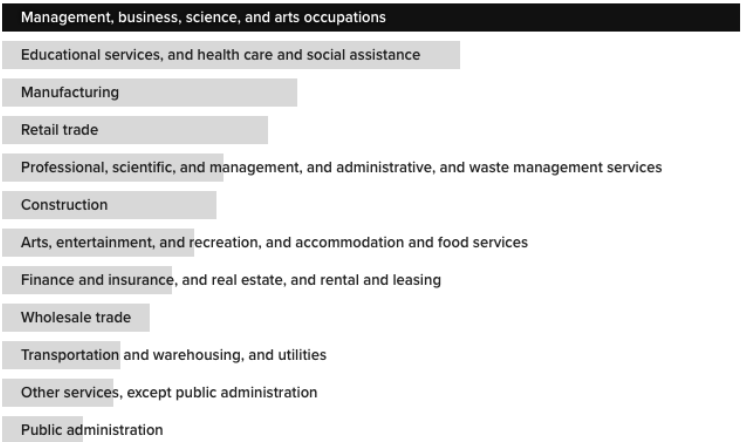 Management, business, science, and arts occupations
Educational services, and health care and social assistance
Manufacturing
Retail trade
Professional, scientific, and management, and administrative, and waste management services
Construction
Arts, entertainment, and recreation, and accommodation and food services
Finance and insurance, and real estate, and rental and leasing
Wholesale trade
Transportation and warehousing, and utilities
Other services, except public administration
Public administration